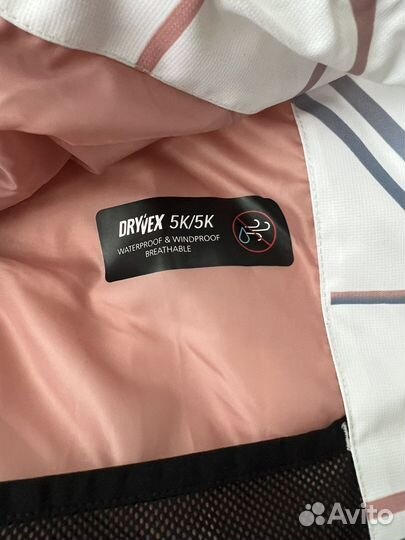 DRYVEX 5K/5K
WATERPROOF & WINDPROOF
BREATHABLE
Avito